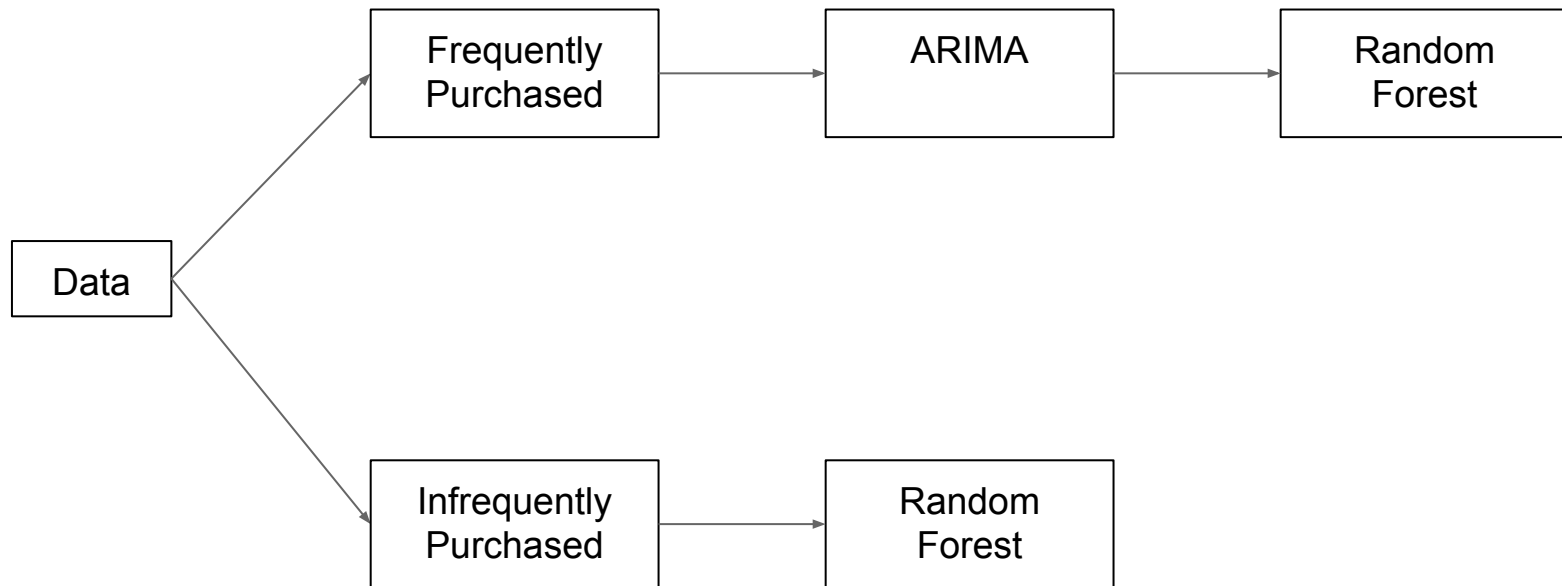 Frequently
Purchased
ARIMA
Random
Forest
Data
Infrequently
Purchased
Random
Forest